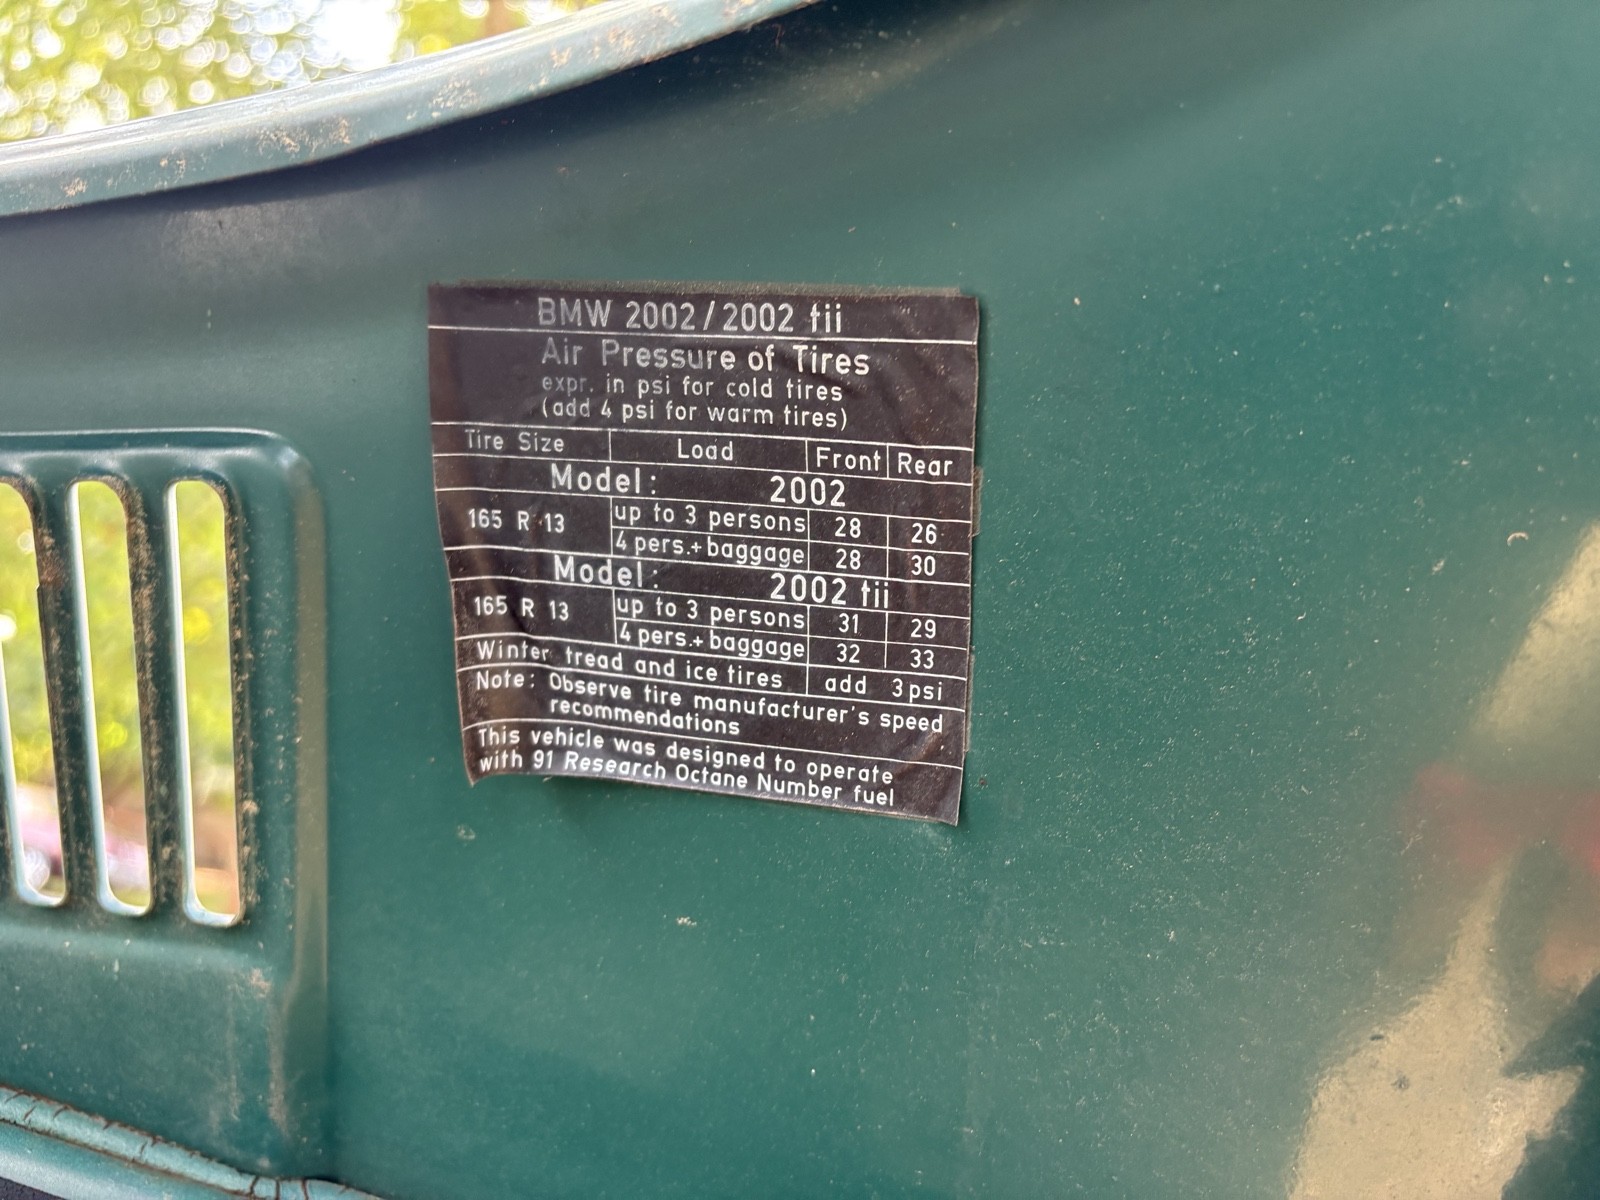 BMW 2002/2002 tii
Air Pressure of Tires
expr. in psi for cold tires
(add 4 psi for warm tires)
Tire Size Load Front Rear
Model: 2002
165 R 13 up to 3 persons 28 26
4 pers.+baggage 28 30
Model: 2002 tii
165 R 13 up to 3 persons 31 29
4 pers.+baggage 32 33
Winter tread and ice tires add 3psi
Note: Observe tire manufacturer's speed
recommendations
This vehicle was designed to operate
with 91 Research Octane Number fuel